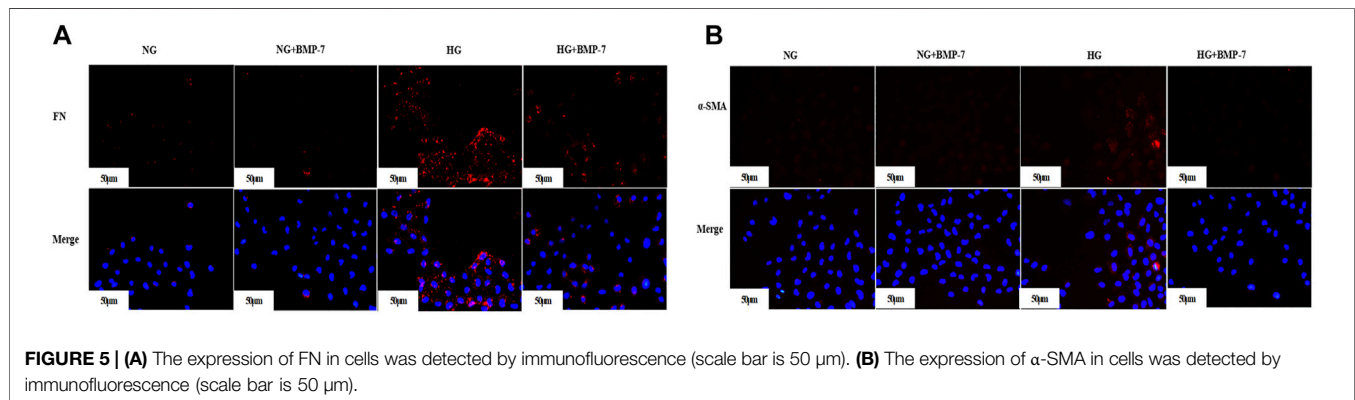 A
B
NG NG+BMP-7 HG HG+BMP-7
NG NG+BMP-7 HG HG+BMP-7
FN
50µm 50µm 50µm 50µm
Merge
50µm 50µm 50µm 50µm
α-SMA
50µm 50µm 50µm 50µm
Merge
50µm 50µm 50µm 50µm
FIGURE 5 | (A) The expression of FN in cells was detected by immunofluorescence (scale bar is 50 µm). (B) The expression of α-SMA in cells was detected by
immunofluorescence (scale bar is 50 µm).